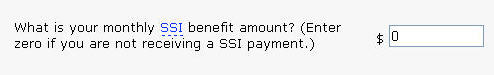 What is your monthly SSI benefit amount? (Enter
zero if you are not receiving a SSI payment.)
$ 0